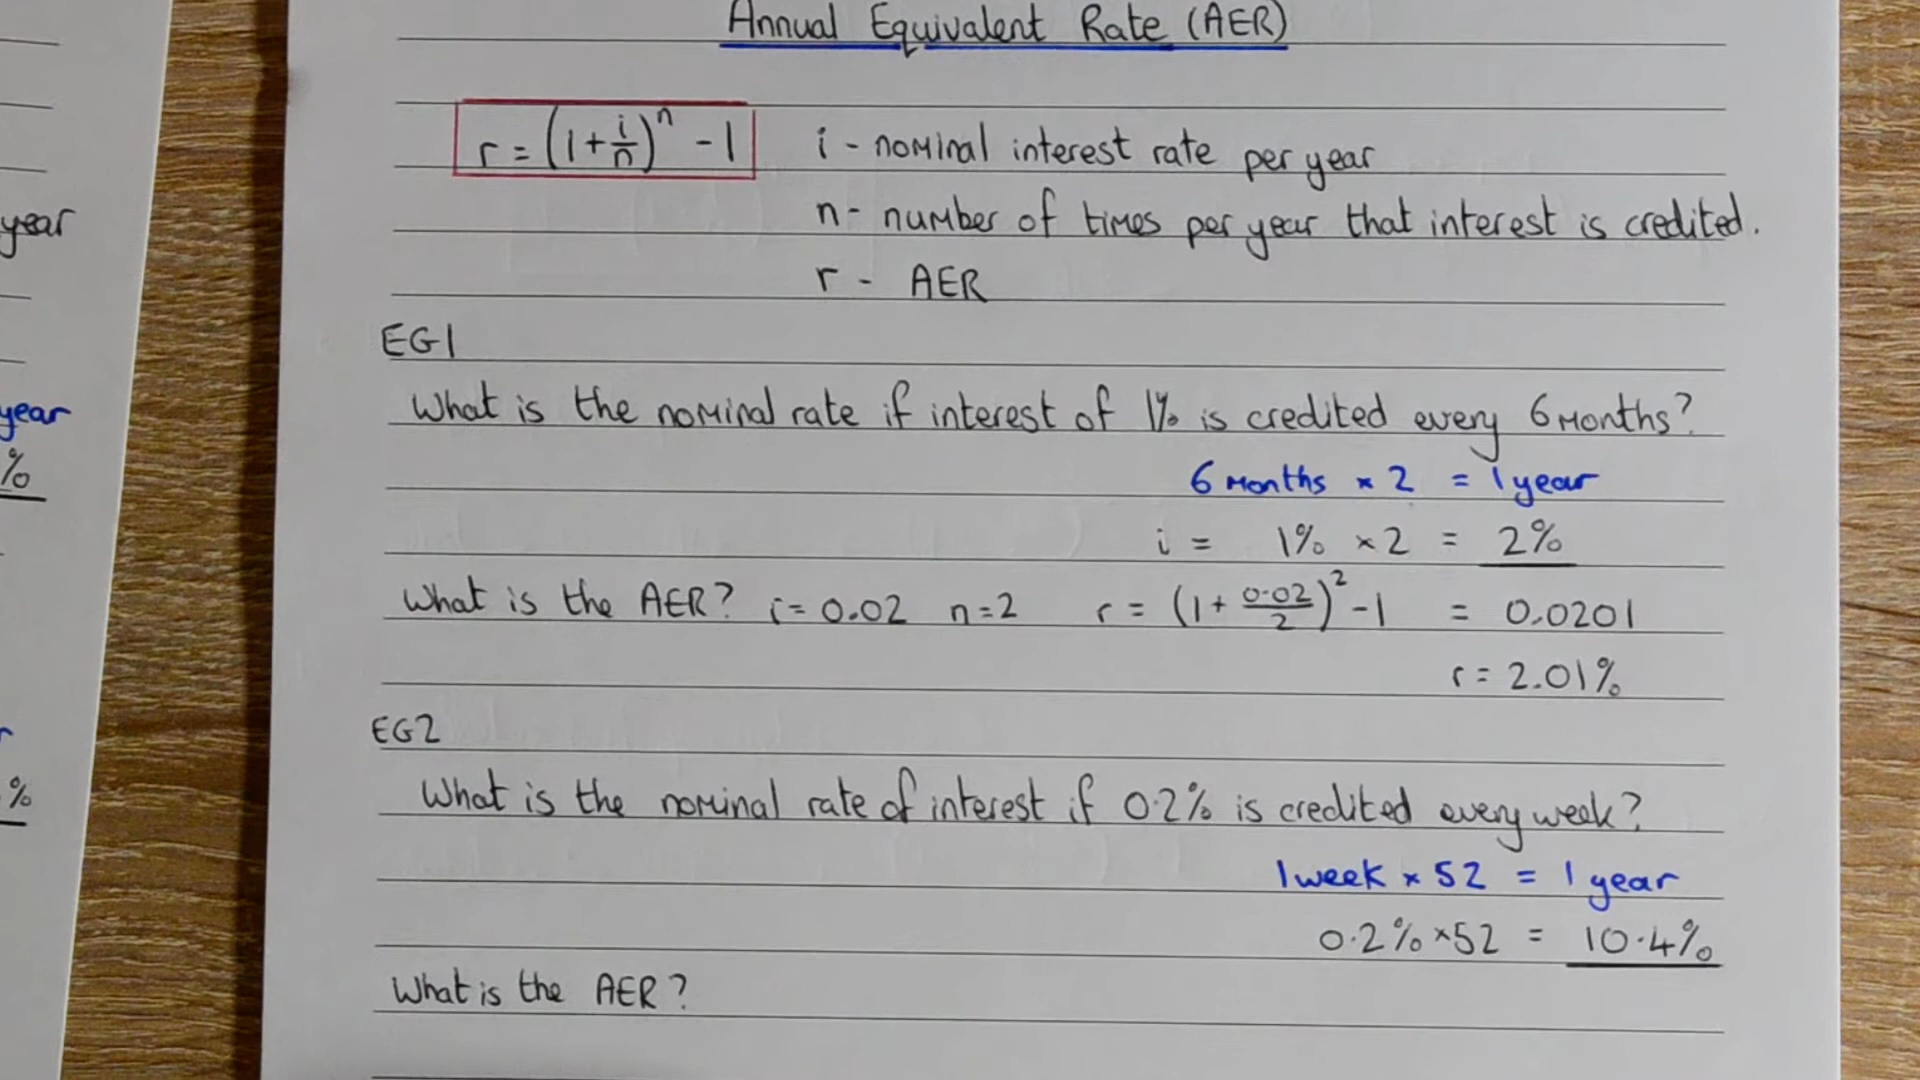 Annual Equivalent Rate (AER)
r = (1 + i/n)^n - 1
i - nominal interest rate per year
n - number of times per year that interest is credited.
r - AER
EG1
What is the nominal rate if interest of 1% is credited every 6 months?
6 months × 2 = 1 year
i = 1% × 2 = 2%
What is the AER? i = 0.02 n = 2 r = (1 + 0.02/2)^2 - 1 = 0.0201
r = 2.01%
EG2
What is the nominal rate of interest if 0.2% is credited every week?
1 week × 52 = 1 year
0.2% × 52 = 10.4%
What is the AER?
year
year
%
%